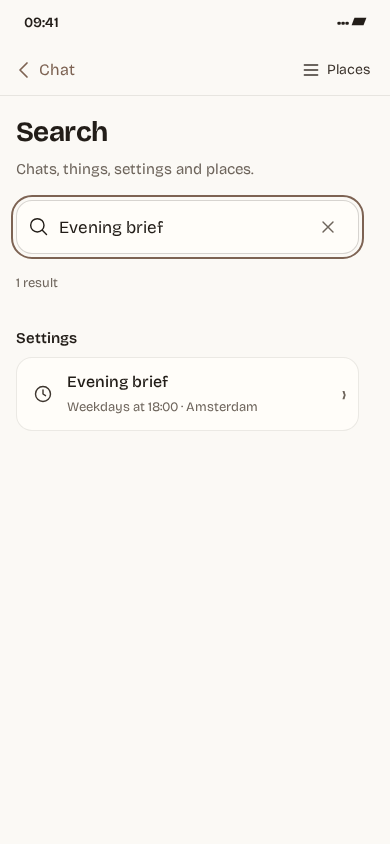 09:41
Chat
Places
Search
Chats, things, settings and places.
Evening brief
1 result
Settings
Evening brief
Weekdays at 18:00 · Amsterdam